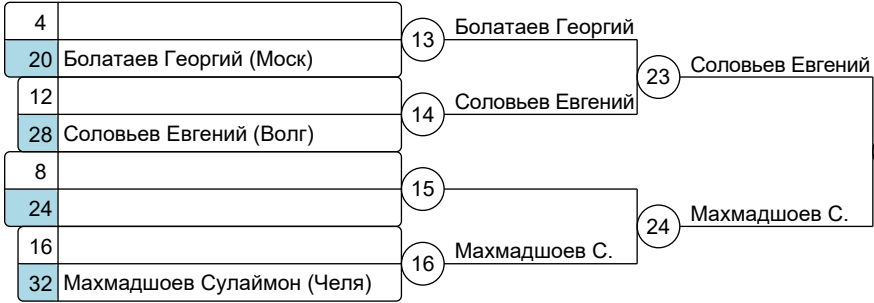 4
13
Болатаев Георгий
20 Болатаев Георгий (Моск)
23
Соловьев Евгений
12
14
Соловьев Евгений
28 Соловьев Евгений (Волг)
8
15
24
24
Махмадшоев С.
16
16
Махмадшоев С.
32 Махмадшоев Сулаймон (Челя)